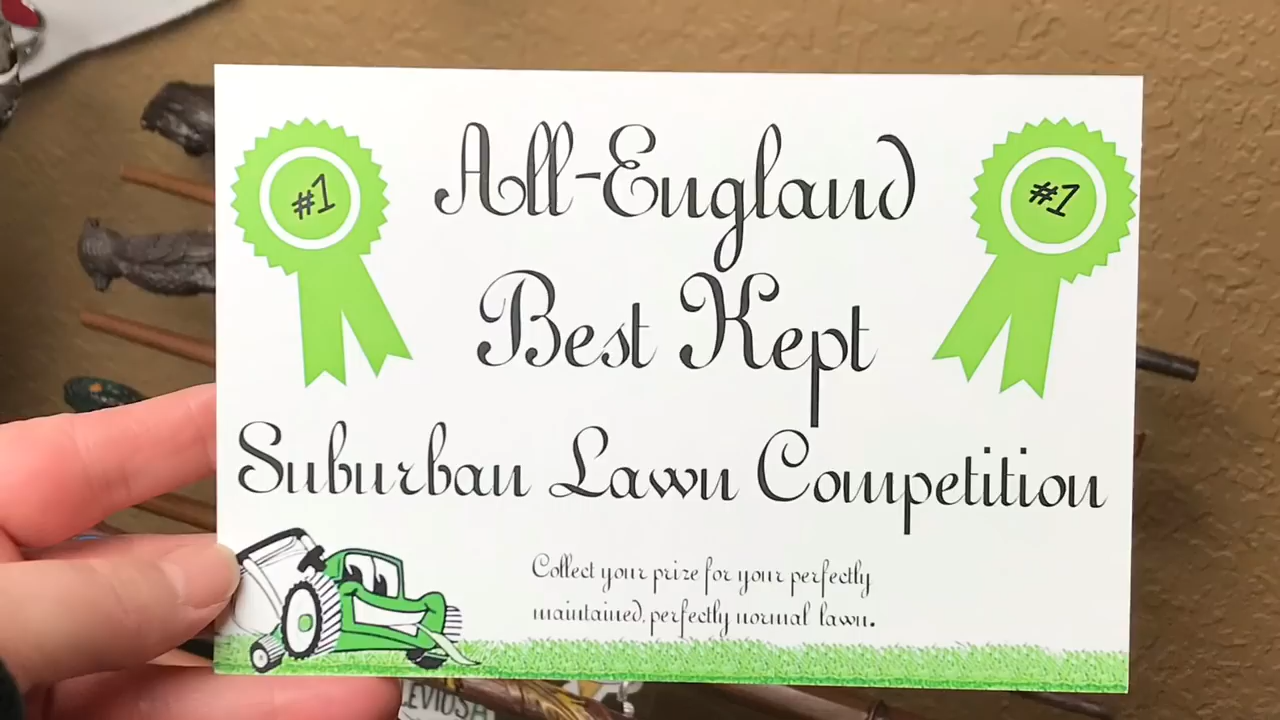 #1
#1
All-England
Best Kept
Suburban Lawn Competition
Collect your prize for your perfectly
maintained, perfectly normal lawn.
EVIOSA